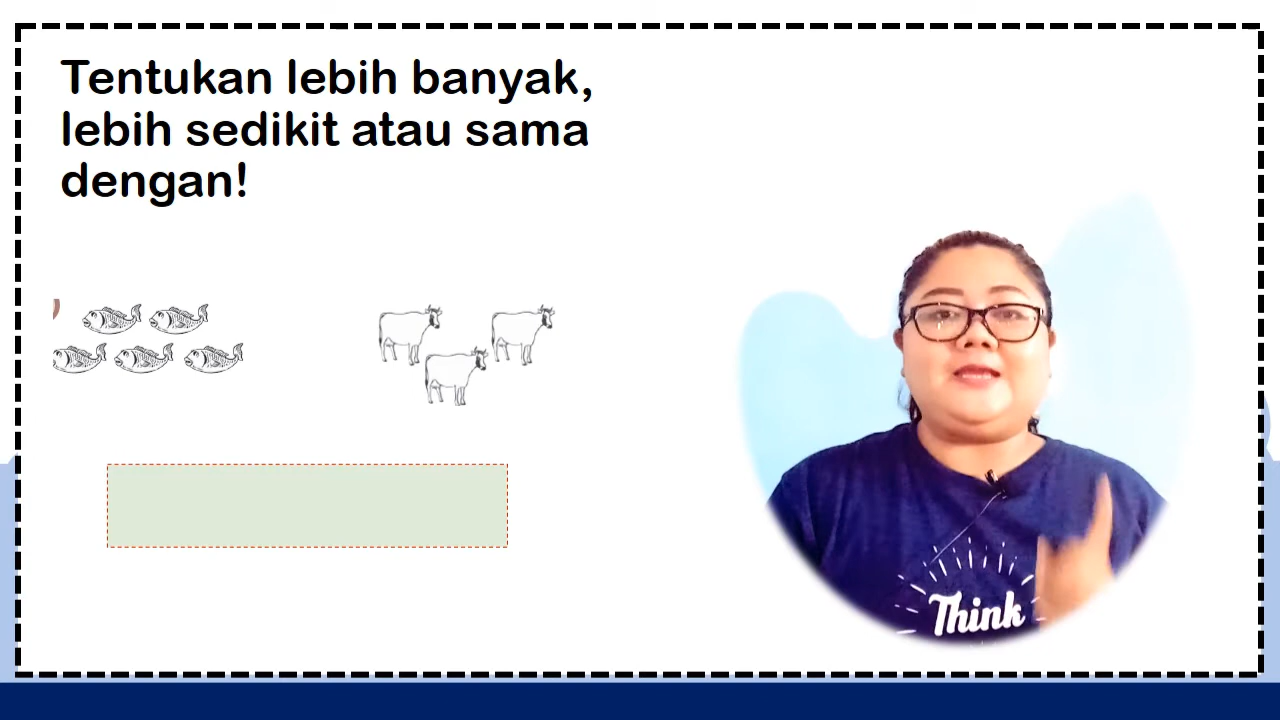 Tentukan lebih banyak,
lebih sedikit atau sama
dengan!
Think